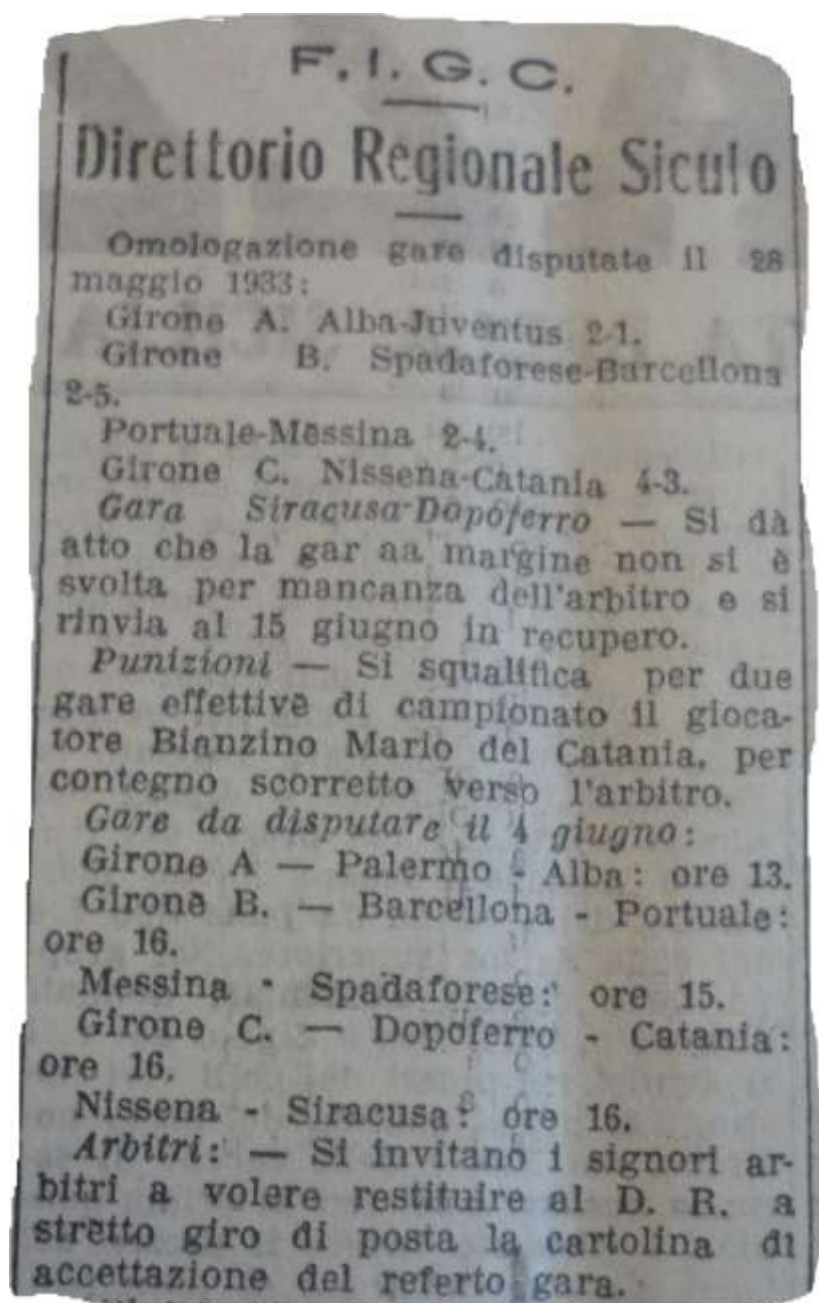 F. I. G. C.
Direttorio Regionale Siculo
Omologazione gare disputate il 28
maggio 1933:
Girone A. Alba-Juventus 2-1.
Girone B. Spadaforese-Barcellona
2-5.
Portuale-Messina 2-4.
Girone C. Nissena-Catania 4-3.
Gara Siracusa-Dopoferro — Si dà
atto che la gar aa margine non si è
svolta per mancanza dell'arbitro e si
rinvia al 15 giugno in recupero.
Punizioni — Si squalifica per due
gare effettive di campionato il gioca-
tore Bianzino Mario del Catania, per
contegno scorretto verso l'arbitro.
Gare da disputare il 4 giugno:
Girone A — Palermo - Alba: ore 13.
Girone B. — Barcellona - Portuale:
ore 16.
Messina - Spadaforese: ore 15.
Girone C. — Dopoferro - Catania:
ore 16.
Nissena - Siracusa: ore 16.
Arbitri: — Si invitano i signori ar-
bitri a volere restituire al D. R. a
stretto giro di posta la cartolina di
accettazione del referto gara.